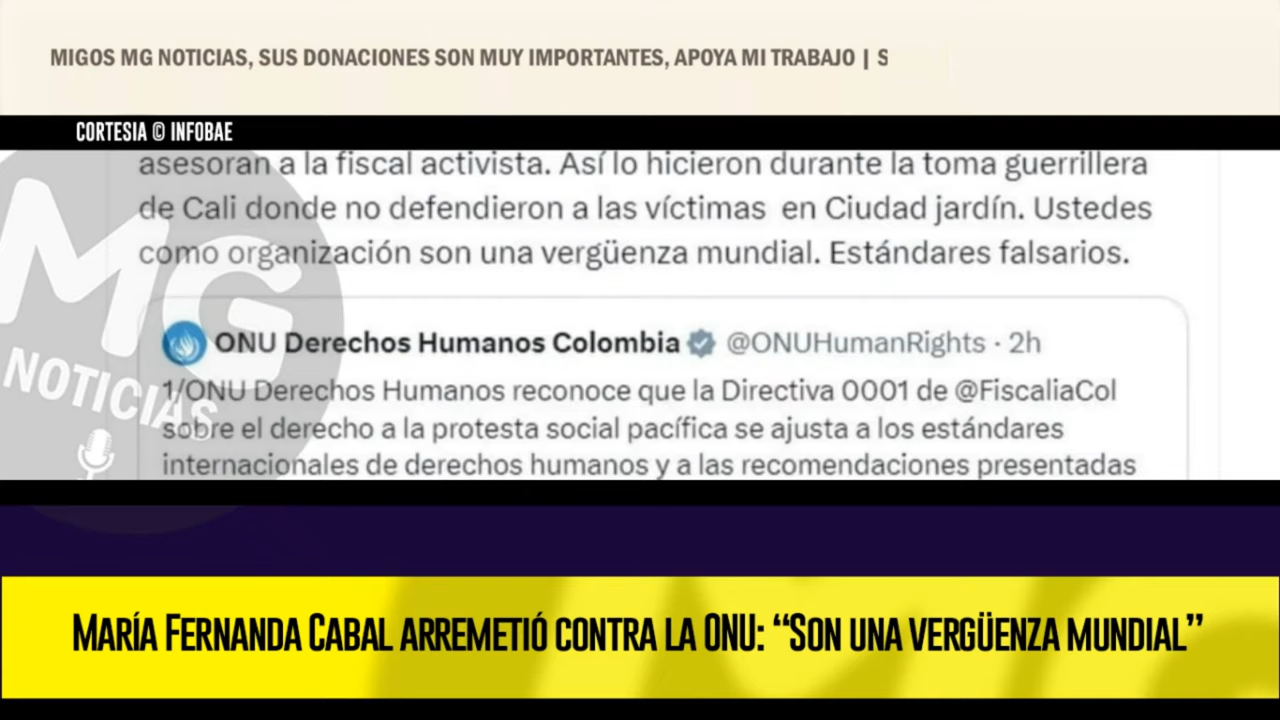 MIGOS MG NOTICIAS, SUS DONACIONES SON MUY IMPORTANTES, APOYA MI TRABAJO | S
CORTESIA © INFOBAE
asesoran a la fiscal activista. Así lo hicieron durante la toma guerrillera
de Cali donde no defendieron a las víctimas en Ciudad jardín. Ustedes
como organización son una vergüenza mundial. Estándares falsarios.
MG
NOTICIAS
ONU Derechos Humanos Colombia @ONUHumanRights · 2h
1/ONU Derechos Humanos reconoce que la Directiva 0001 de @FiscaliaCol
sobre el derecho a la protesta social pacífica se ajusta a los estándares
internacionales de derechos humanos y a las recomendaciones presentadas
MARÍA FERNANDA CABAL ARREMETIÓ CONTRA LA ONU: “SON UNA VERGÜENZA MUNDIAL”